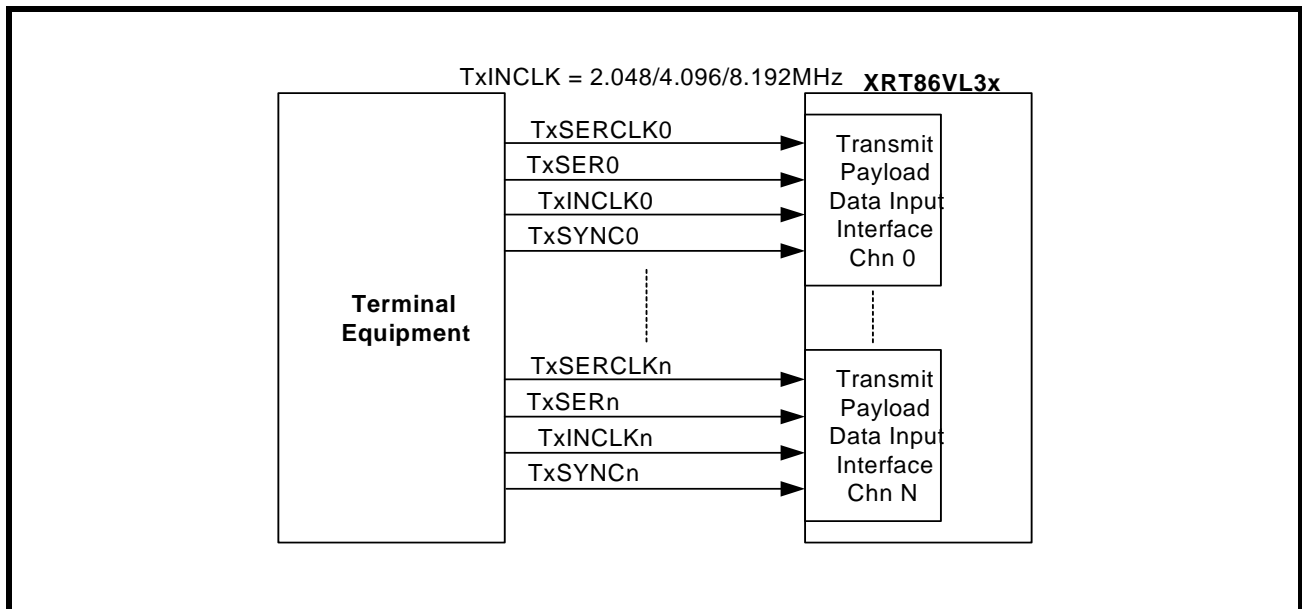 TxINCLK = 2.048/4.096/8.192MHz
XRT86VL3x
TxSERCLK0
TxSER0
TxINCLK0
TxSYNC0
Transmit
Payload
Data Input
Interface
Chn 0
Terminal
Equipment
TxSERCLKn
TxSERn
TxINCLKn
TxSYNCn
Transmit
Payload
Data Input
Interface
Chn N